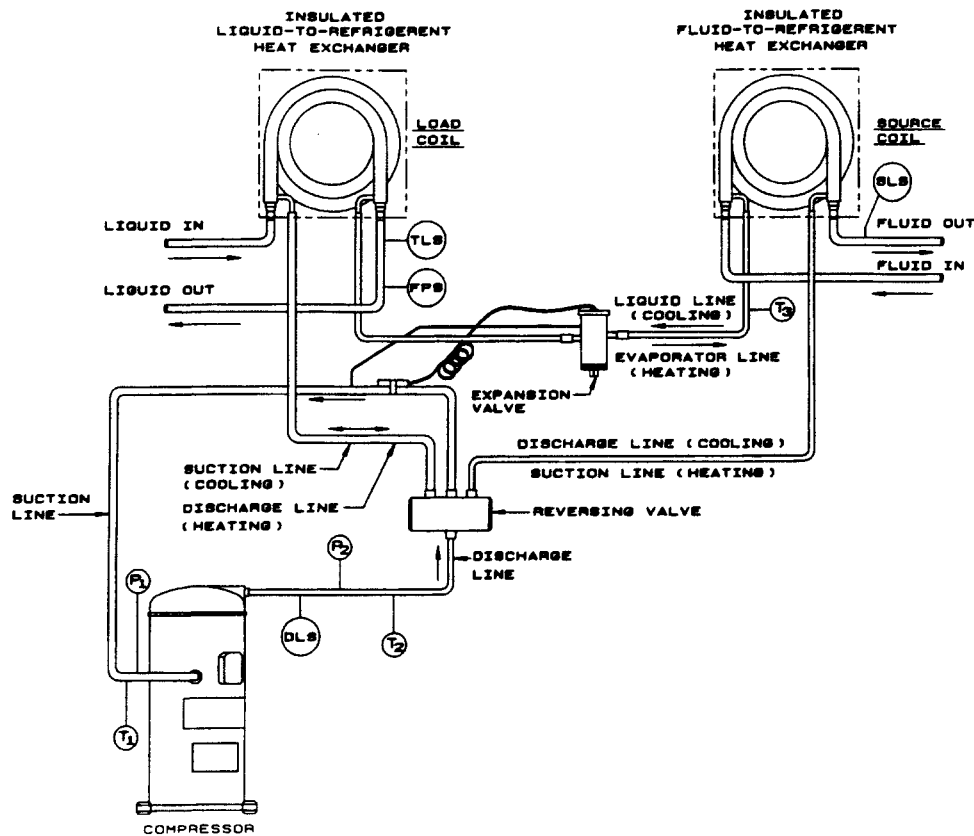 INSULATED
LIQUID-TO-REFRIGERENT
HEAT EXCHANGER
INSULATED
FLUID-TO-REFRIGERENT
HEAT EXCHANGER
LOAD
COIL
SOURCE
COIL
SLS
LIQUID IN
TLS
FLUID OUT
FLUID IN
LIQUID OUT
FPS
LIQUID LINE
(COOLING)
T3
EVAPORATOR LINE
(HEATING)
EXPANSION
VALVE
DISCHARGE LINE (COOLING)
SUCTION LINE (HEATING)
SUCTION LINE
(COOLING)
SUCTION
LINE
DISCHARGE LINE
(HEATING)
REVERSING VALVE
P2
DISCHARGE
LINE
P1
DLS
T2
T1
COMPRESSOR